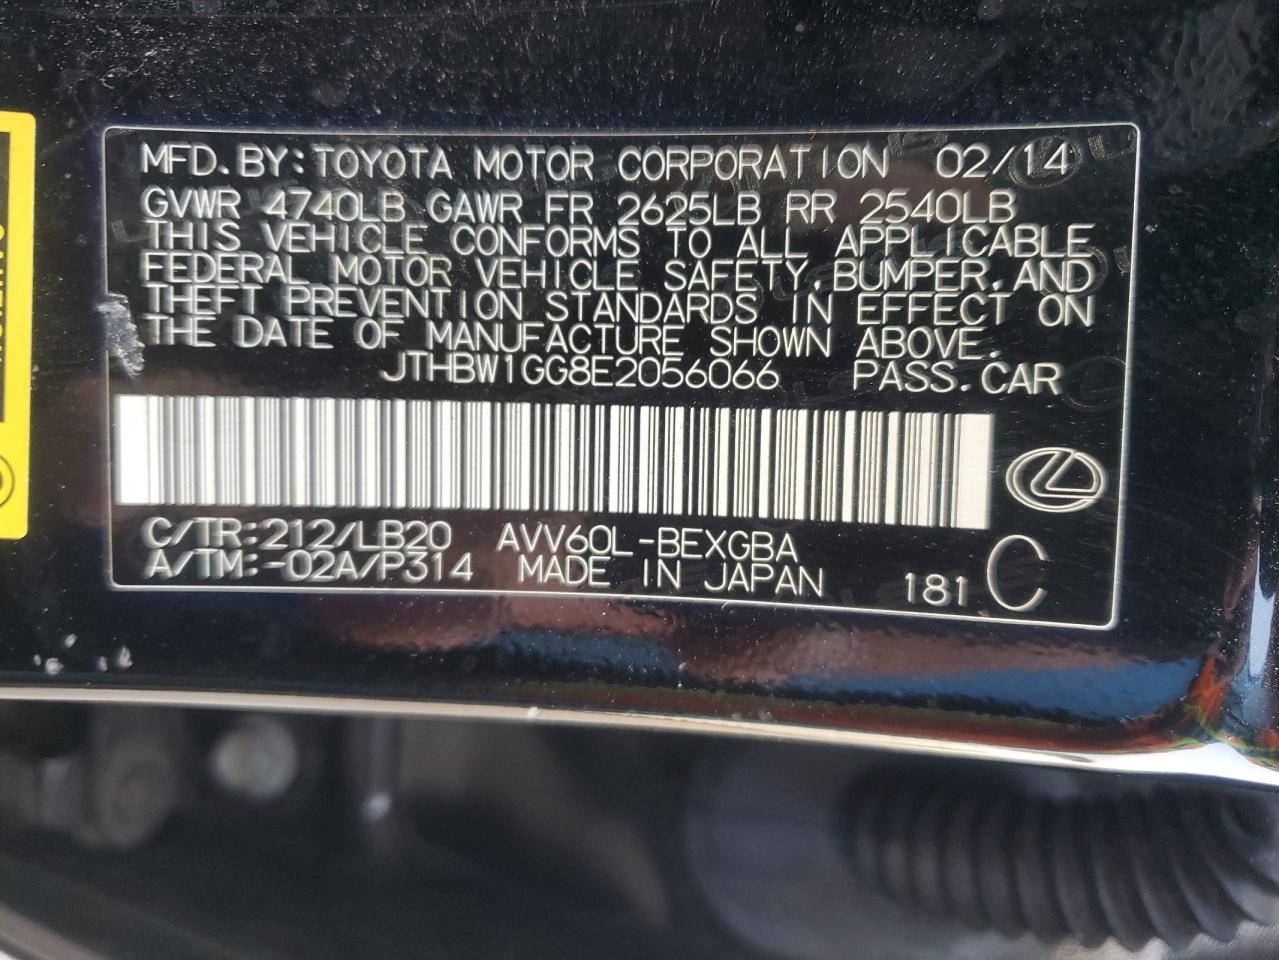 MFD.BY:TOYOTA MOTOR CORPORATION 02/14
GVWR 4740LB GAWR FR 2625LB RR 2540LB
THIS VEHICLE CONFORMS TO ALL APPLICABLE
FEDERAL MOTOR VEHICLE SAFETY,BUMPER,AND
THEFT PREVENTION STANDARDS IN EFFECT ON
THE DATE OF MANUFACTURE SHOWN ABOVE.
JTHBW1GG8E2056066 PASS.CAR
C/TR:212/LB20 AVV60L-BEXGBA
A/TM:-02A/P314 MADE IN JAPAN 181 C